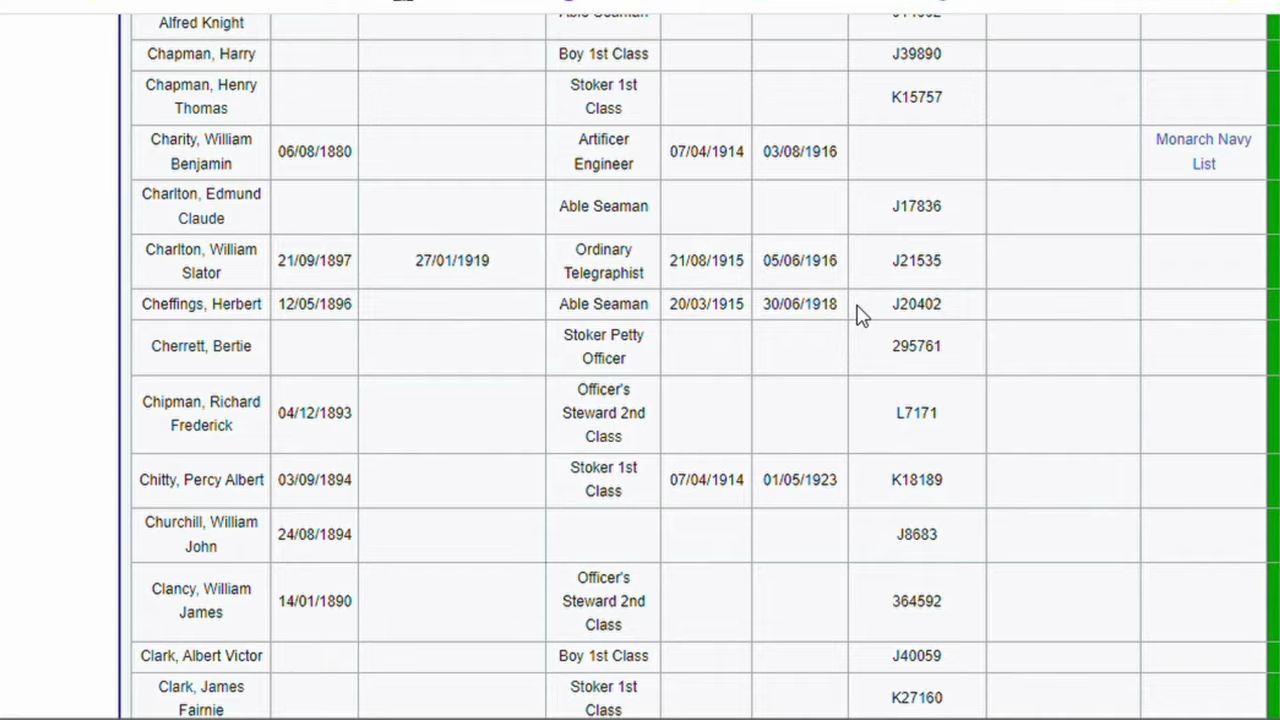 Alfred Knight
Chapman, Harry Boy 1st Class J39890
Chapman, Henry
Thomas
Stoker 1st
Class
K15757
Charity, William
Benjamin
06/08/1880
Artificer
Engineer
07/04/1914 03/08/1916
Monarch Navy
List
Charlton, Edmund
Claude
Able Seaman J17836
Charlton, William
Slator
21/09/1897 27/01/1919
Ordinary
Telegraphist
21/08/1915 05/06/1916 J21535
Cheffings, Herbert 12/05/1896 Able Seaman 20/03/1915 30/06/1918 J20402
Cherrett, Bertie
Stoker Petty
Officer
295761
Chipman, Richard
Frederick
04/12/1893
Officer's
Steward 2nd
Class
L7171
Chitty, Percy Albert 03/09/1894
Stoker 1st
Class
07/04/1914 01/05/1923 K18189
Churchill, William
John
24/08/1894 J8683
Clancy, William
James
14/01/1890
Officer's
Steward 2nd
Class
364592
Clark, Albert Victor Boy 1st Class J40059
Clark, James
Fairnie
Stoker 1st
Class
K27160